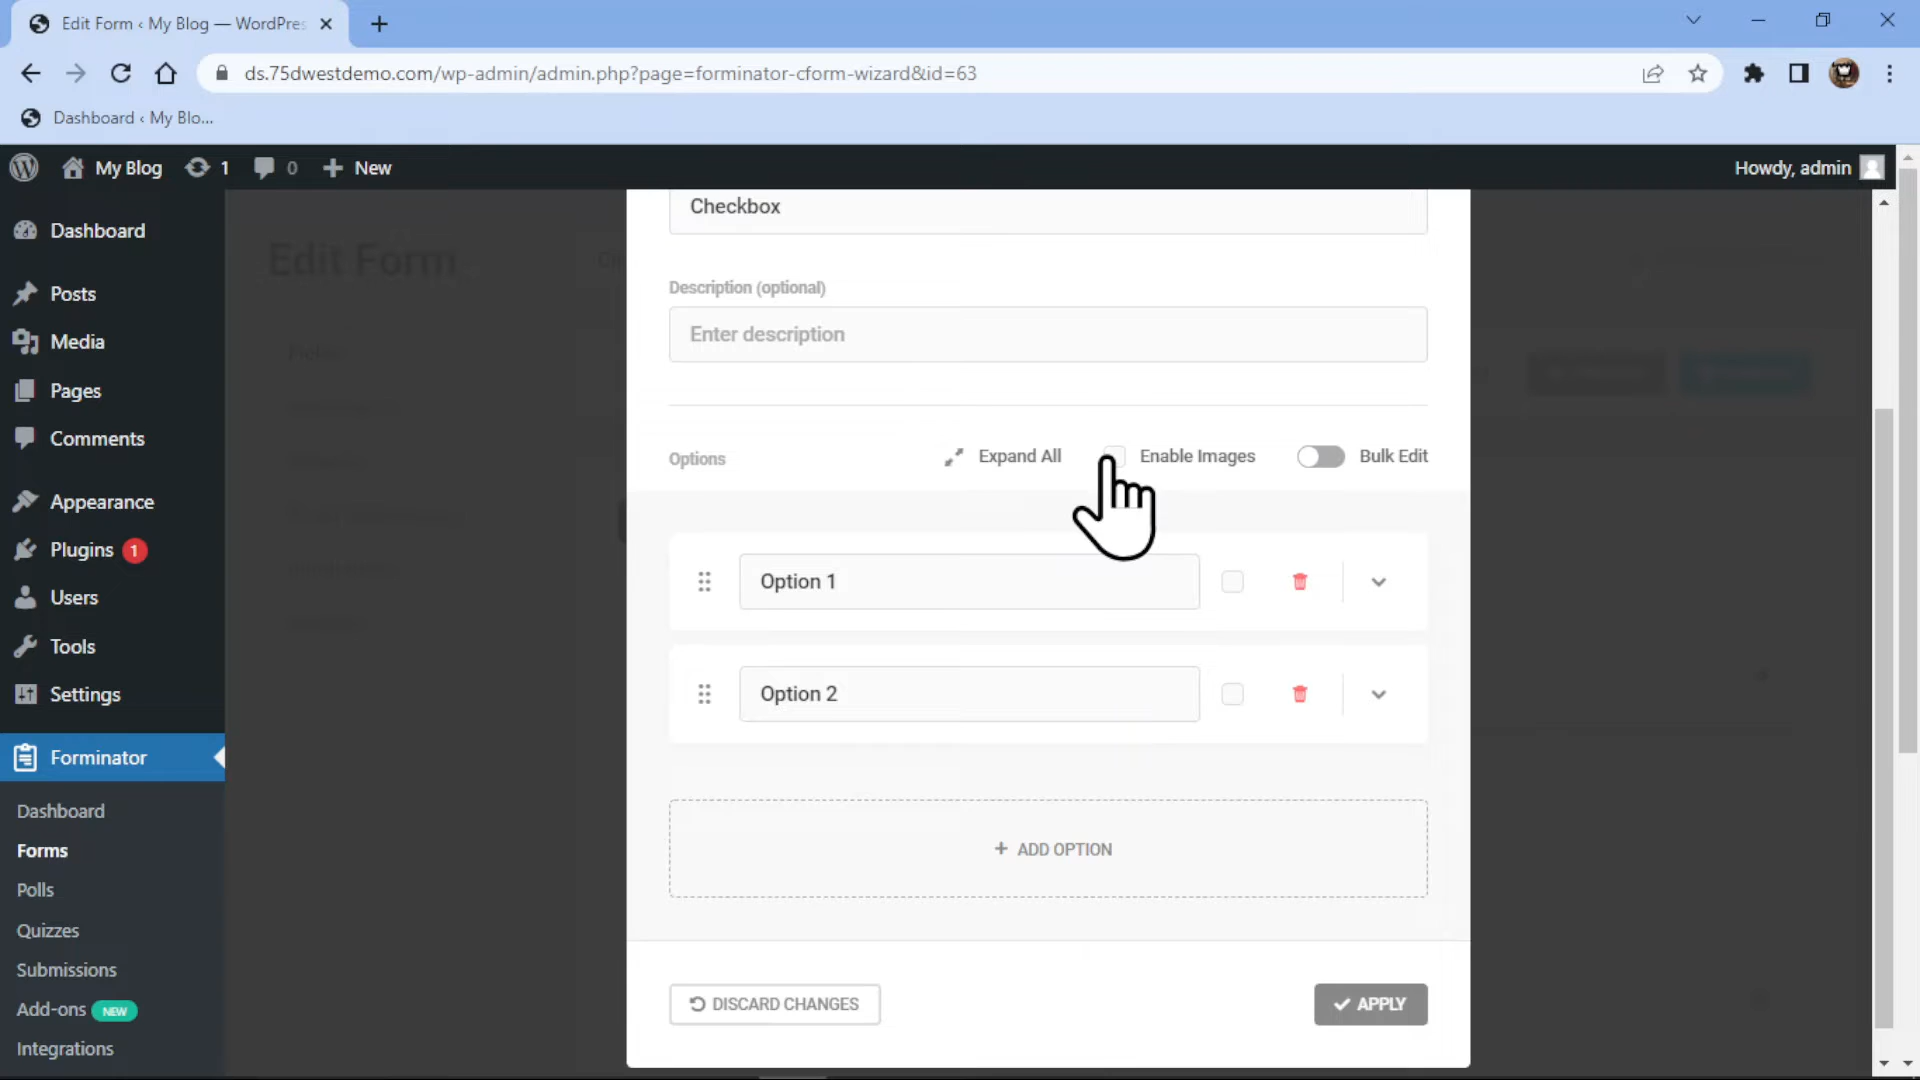 Edit Form ‹ My Blog — WordPres
ds.75dwestdemo.com/wp-admin/admin.php?page=forminator-cform-wizard&id=63
Dashboard ‹ My Blo...
My Blog
1
0
New
Howdy, admin
Dashboard
Posts
Media
Pages
Comments
Appearance
Plugins 1
Users
Tools
Settings
Forminator
Dashboard
Forms
Polls
Quizzes
Submissions
Add-ons NEW
Integrations
Edit Form
Checkbox
Description (optional)
Enter description
Options
Expand All
Enable Images
Bulk Edit
Option 1
Option 2
+ ADD OPTION
DISCARD CHANGES
APPLY